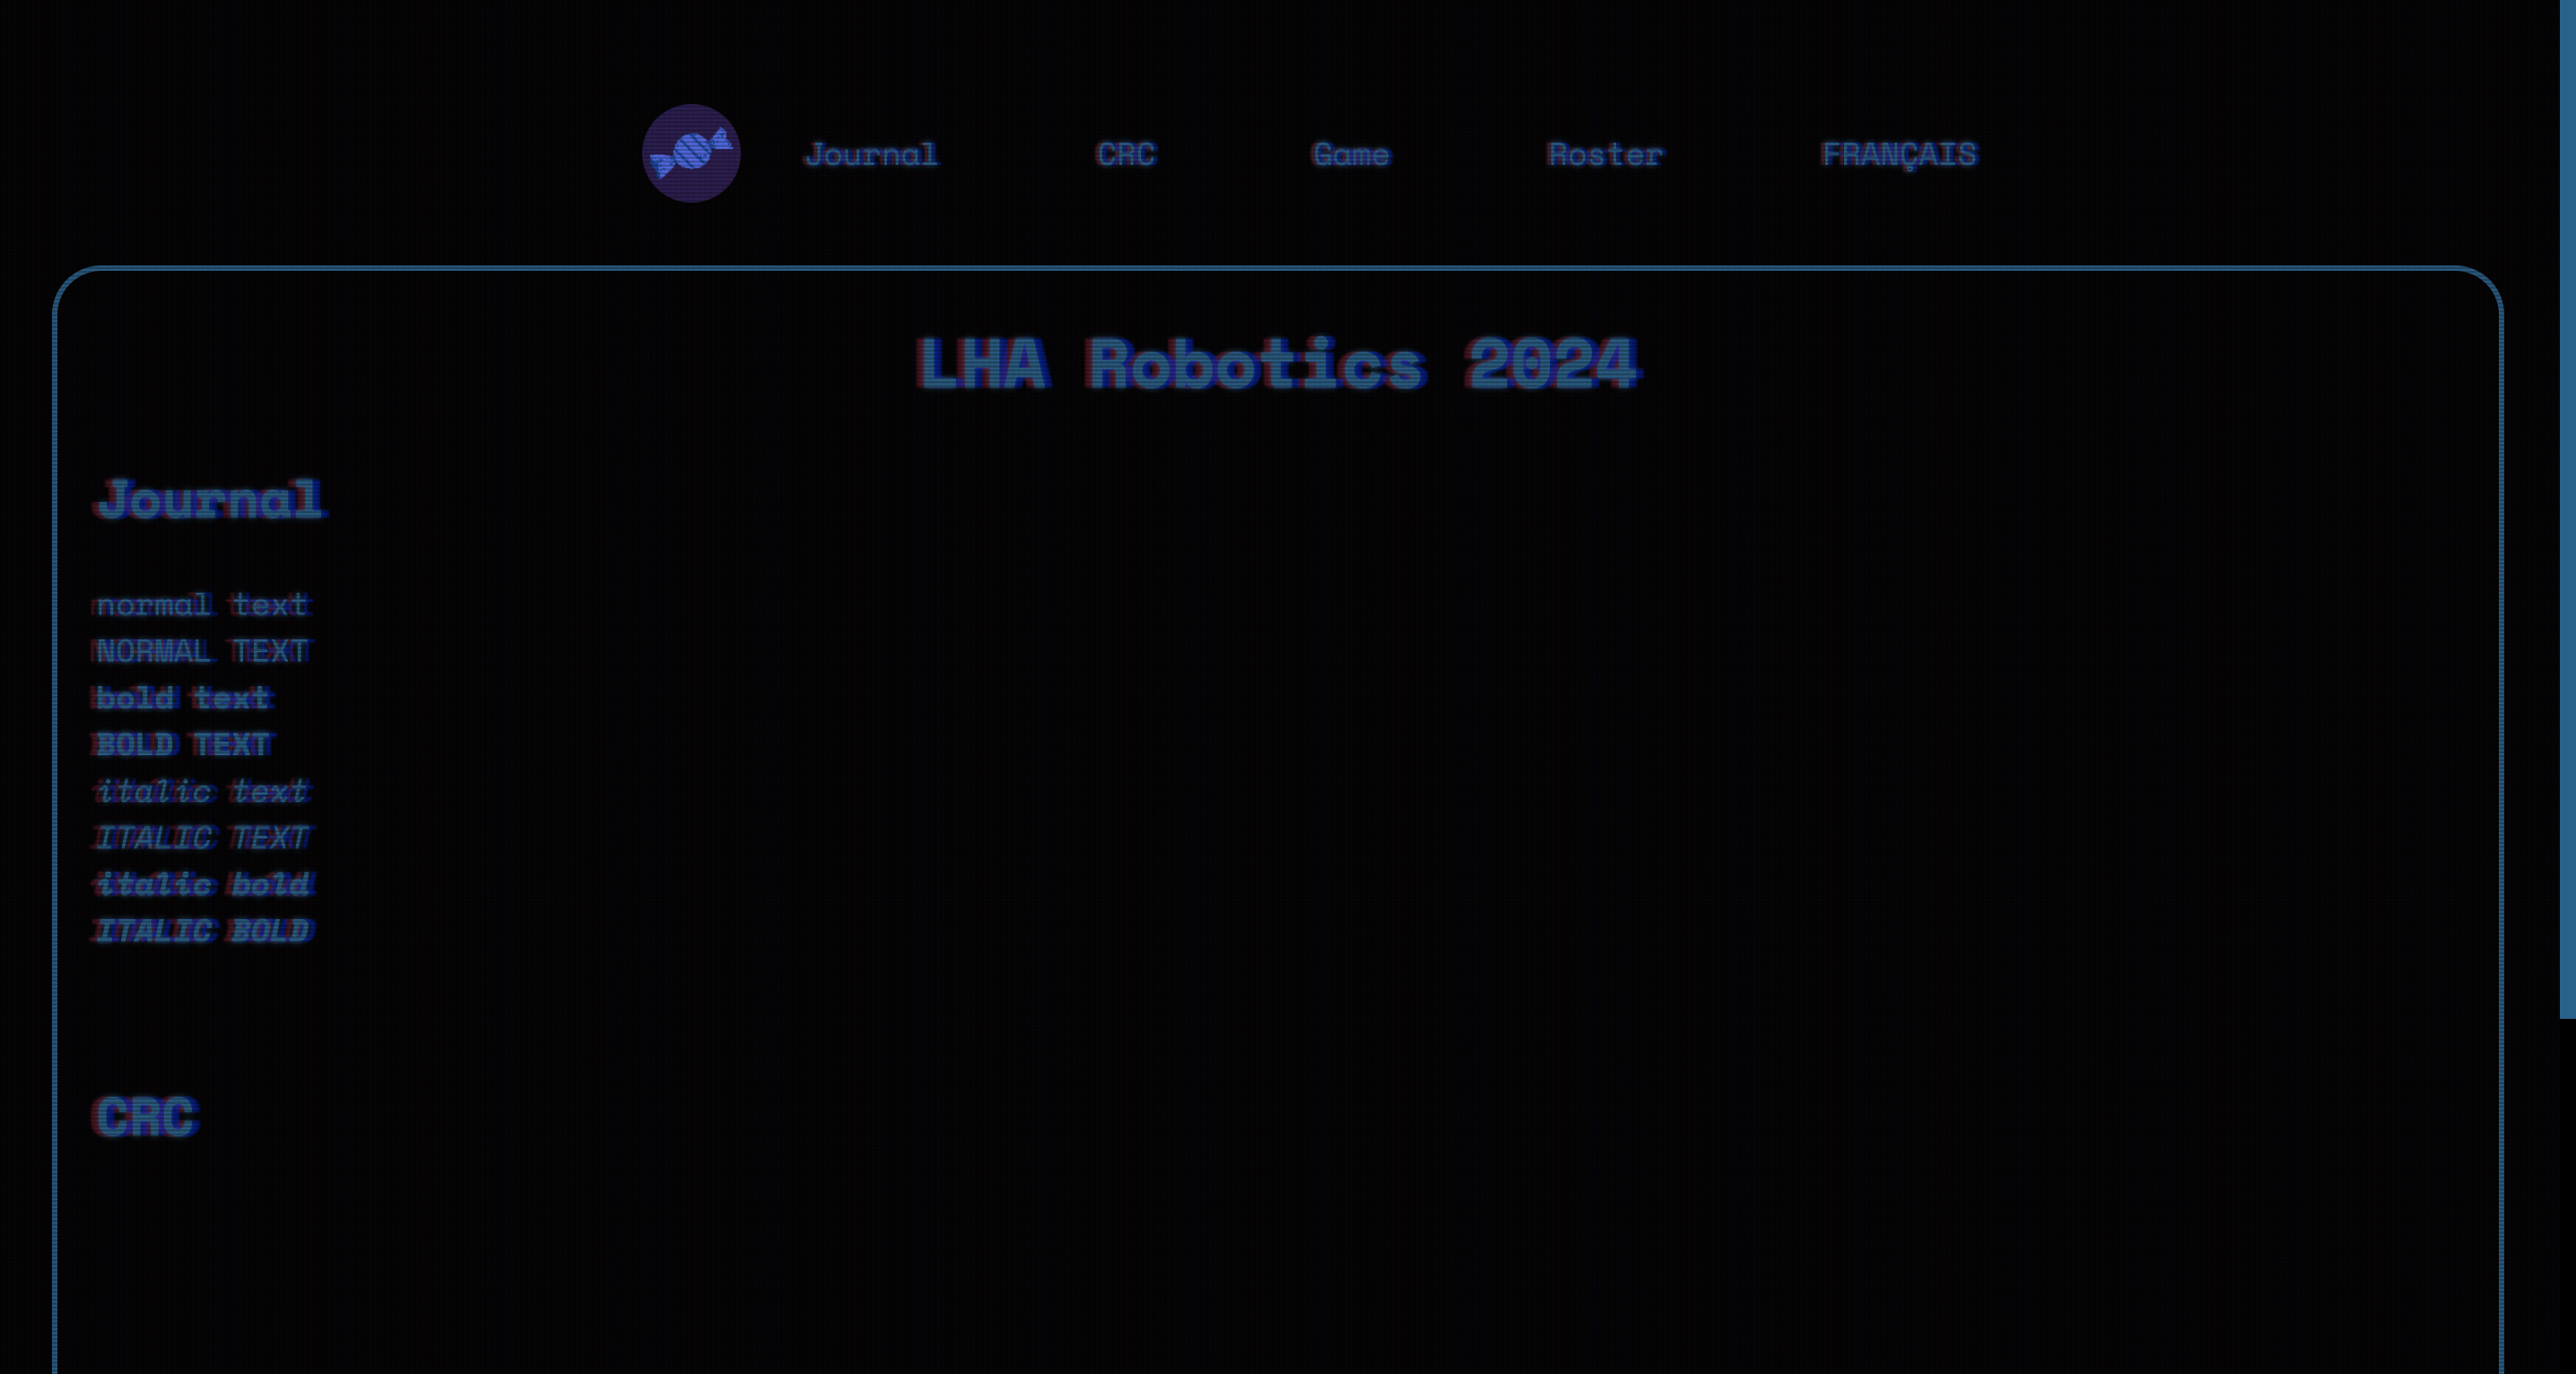 Journal CRC Game Roster FRANÇAIS
LHA Robotics 2024
Journal
normal text
NORMAL TEXT
bold text
BOLD TEXT
italic text
ITALIC TEXT
italic bold
ITALIC BOLD
CRC